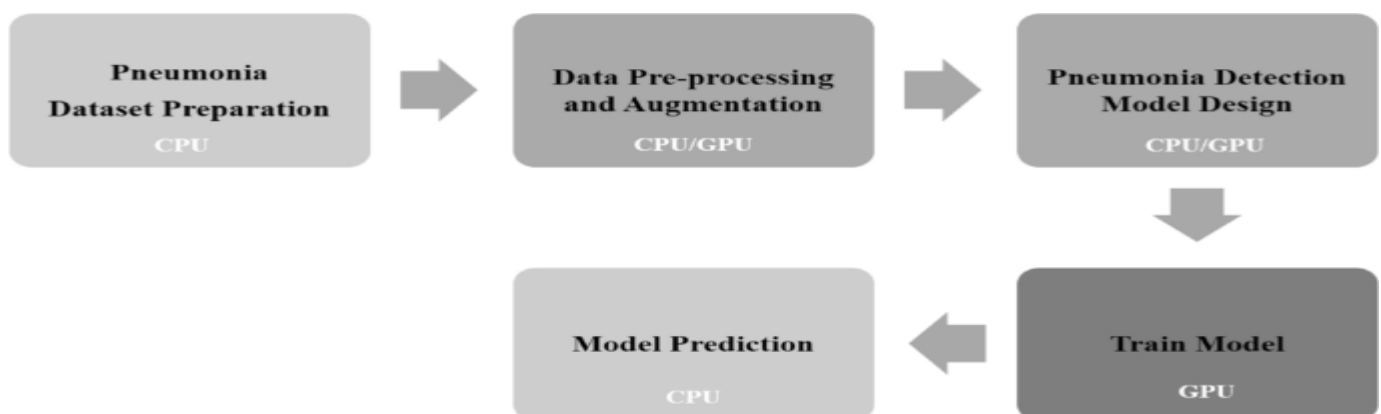 Pneumonia
Dataset Preparation
CPU
Data Pre-processing
and Augmentation
CPU/GPU
Pneumonia Detection
Model Design
CPU/GPU
Train Model
GPU
Model Prediction
CPU